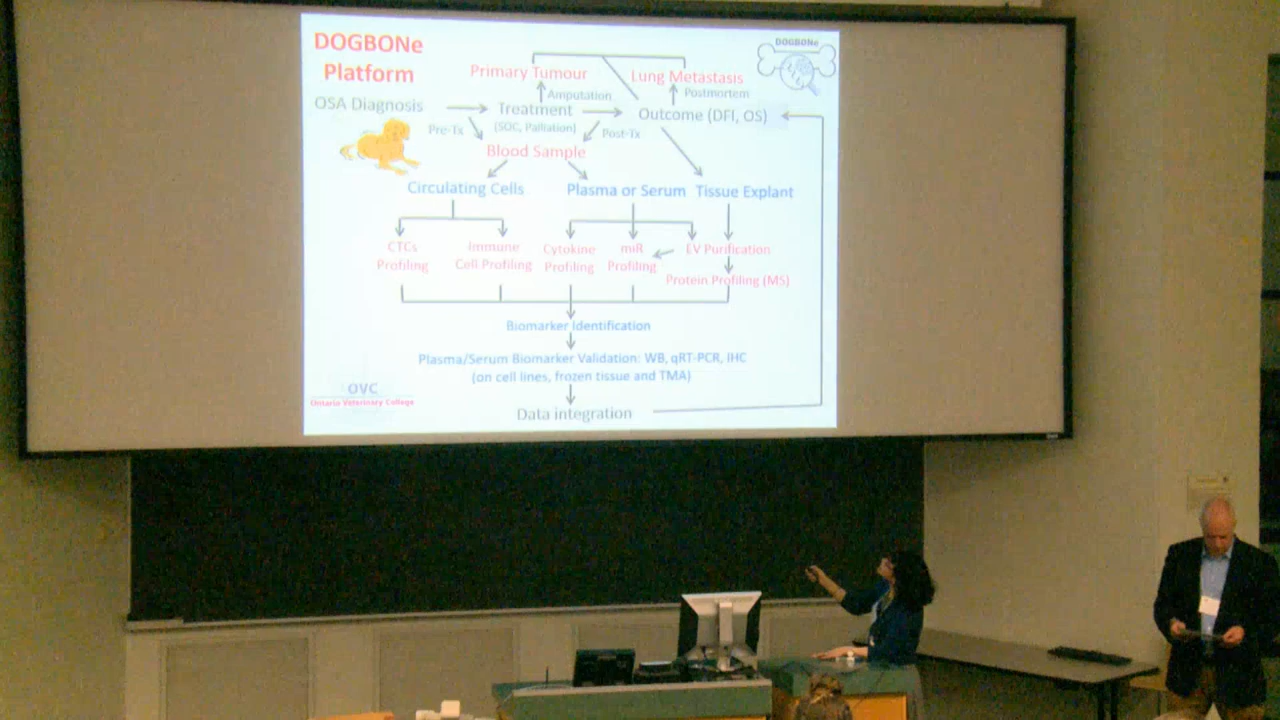 DOGBONe
Platform
DOGBONe
Primary Tumour
Lung Metastasis
Amputation
Postmortem
OSA Diagnosis
Treatment
Outcome (DFI, OS)
(SOC, Palliation)
Pre-Tx
Post-Tx
Blood Sample
Circulating Cells
Plasma or Serum
Tissue Explant
CTCs
Profiling
Immune
Cell Profiling
Cytokine
Profiling
miR
Profiling
EV Purification
Protein Profiling (MS)
Biomarker Identification
Plasma/Serum Biomarker Validation: WB, qRT-PCR, IHC
(on cell lines, frozen tissue and TMA)
Data integration
OVC
Ontario Veterinary College